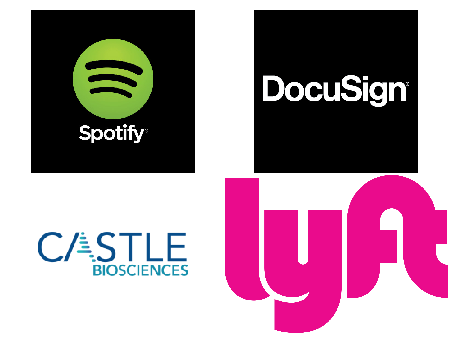 Spotify
DocuSign
CASTLE
BIOSCIENCES
lyft